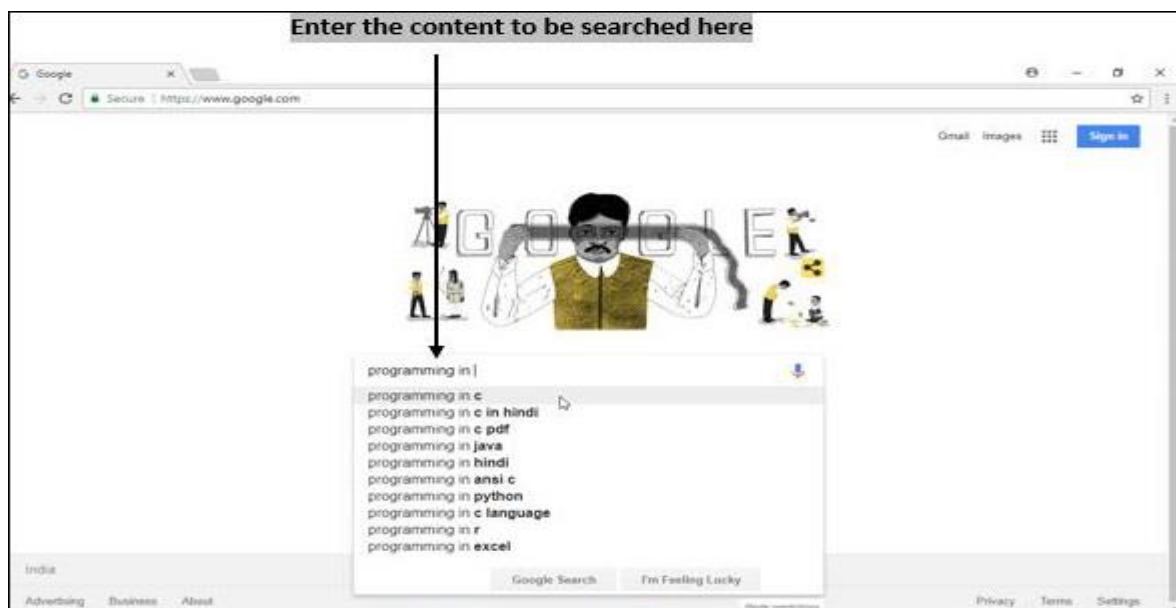 Enter the content to be searched here
Google
Secure | https://www.google.com
Gmail Images Sign in
GOOGLE
programming in
programming in c
programming in c in hindi
programming in c pdf
programming in java
programming in hindi
programming in ansi c
programming in python
programming in c language
programming in r
programming in excel
Google Search I'm Feeling Lucky
India
Advertising Business About Privacy Terms Settings